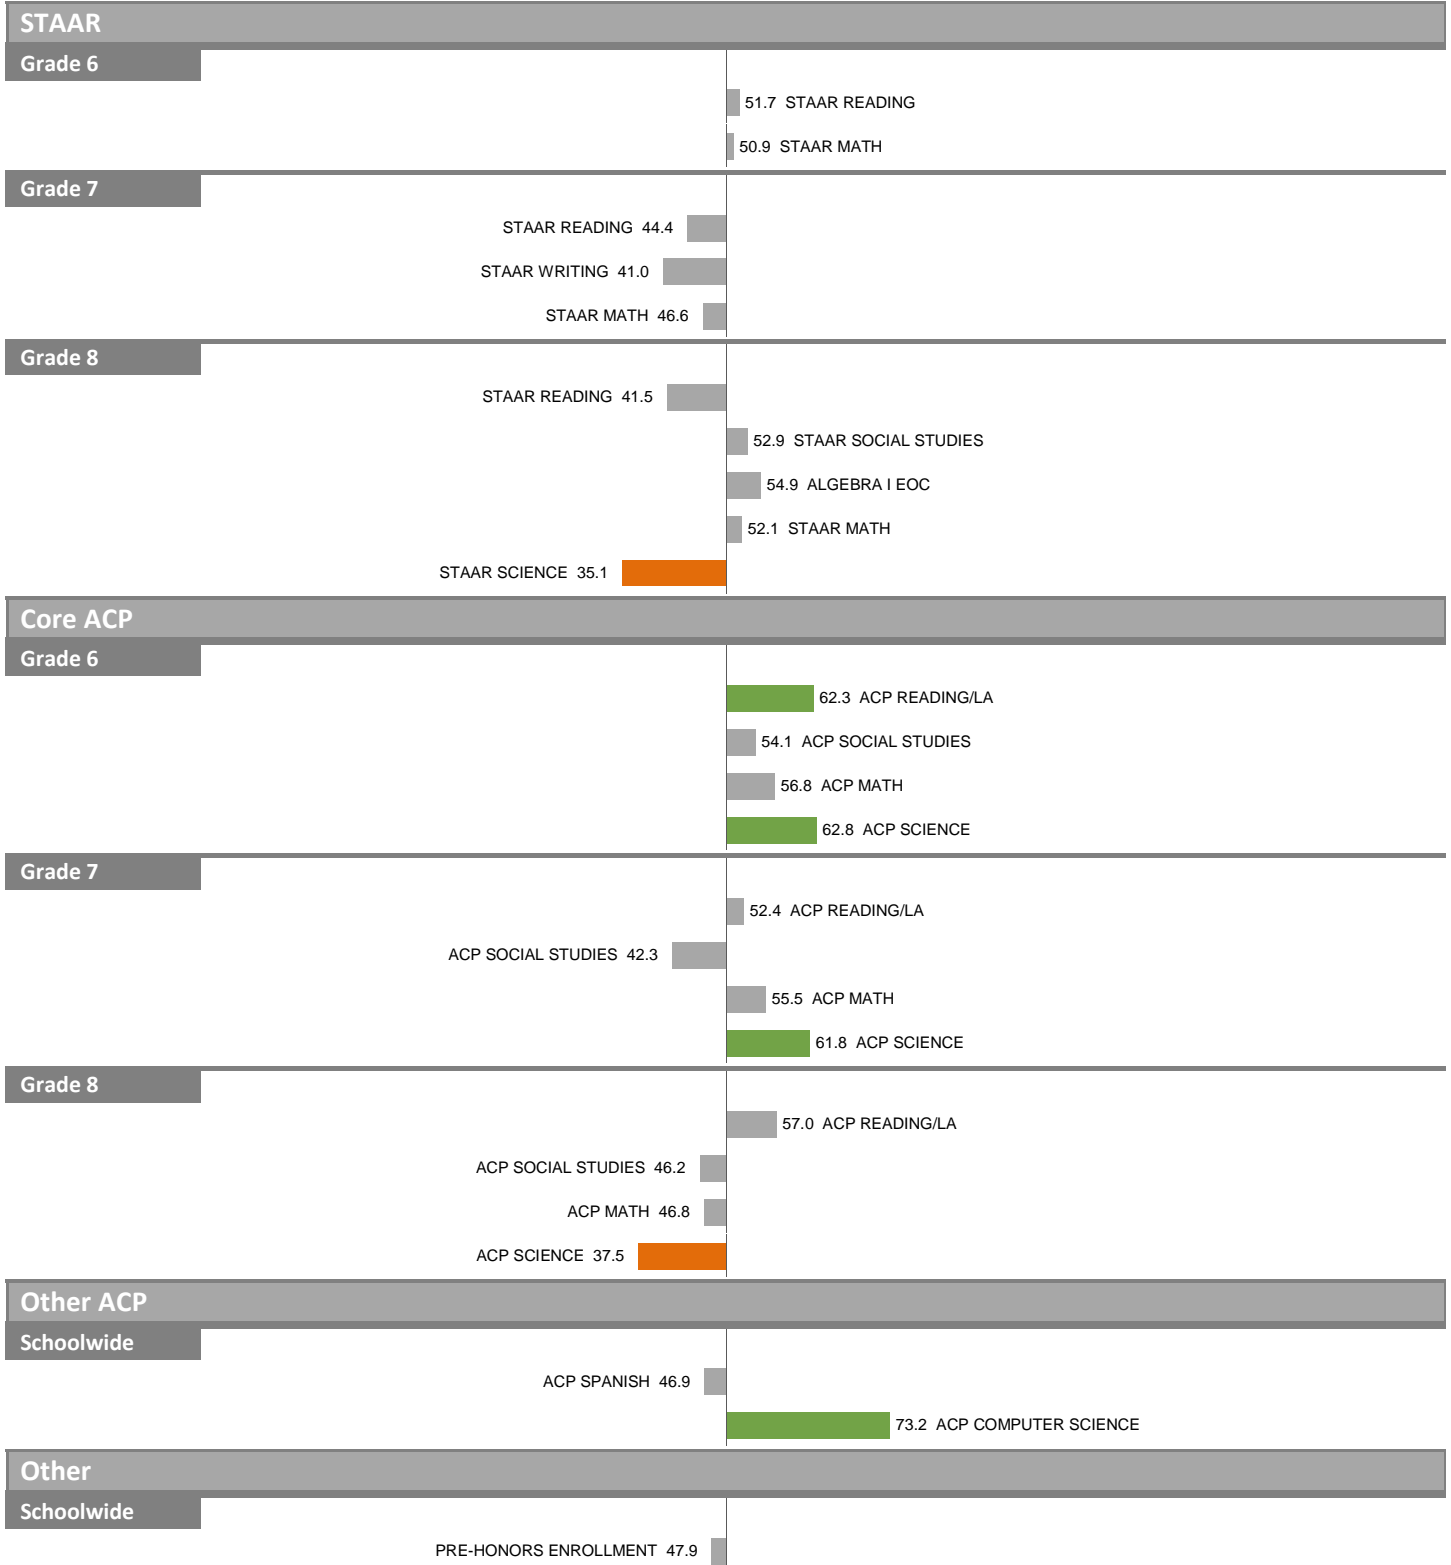 STAAR
Grade 6
51.7 STAAR READING
50.9 STAAR MATH
Grade 7
STAAR READING 44.4
STAAR WRITING 41.0
STAAR MATH 46.6
Grade 8
STAAR READING 41.5
52.9 STAAR SOCIAL STUDIES
54.9 ALGEBRA I EOC
52.1 STAAR MATH
STAAR SCIENCE 35.1
Core ACP
Grade 6
62.3 ACP READING/LA
54.1 ACP SOCIAL STUDIES
56.8 ACP MATH
62.8 ACP SCIENCE
Grade 7
52.4 ACP READING/LA
ACP SOCIAL STUDIES 42.3
55.5 ACP MATH
61.8 ACP SCIENCE
Grade 8
57.0 ACP READING/LA
ACP SOCIAL STUDIES 46.2
ACP MATH 46.8
ACP SCIENCE 37.5
Other ACP
Schoolwide
ACP SPANISH 46.9
73.2 ACP COMPUTER SCIENCE
Other
Schoolwide
PRE-HONORS ENROLLMENT 47.9